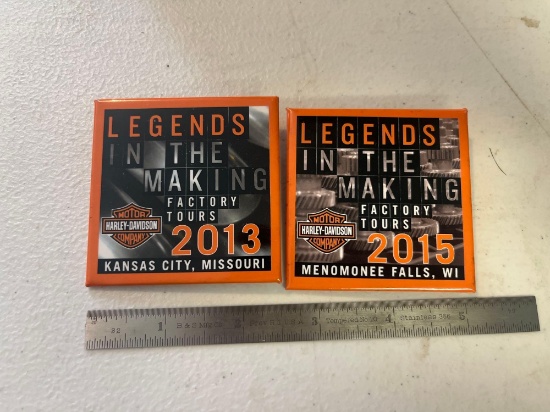 LEGENDS
IN THE
MAKING
FACTORY
TOURS
MOTOR
HARLEY-DAVIDSON
COMPANY
2013
KANSAS CITY, MISSOURI
LEGENDS
IN THE
MAKING
FACTORY
TOURS
MOTOR
HARLEY-DAVIDSON
COMPANY
2015
MENOMONEE FALLS, WI
1 2 3 4 5